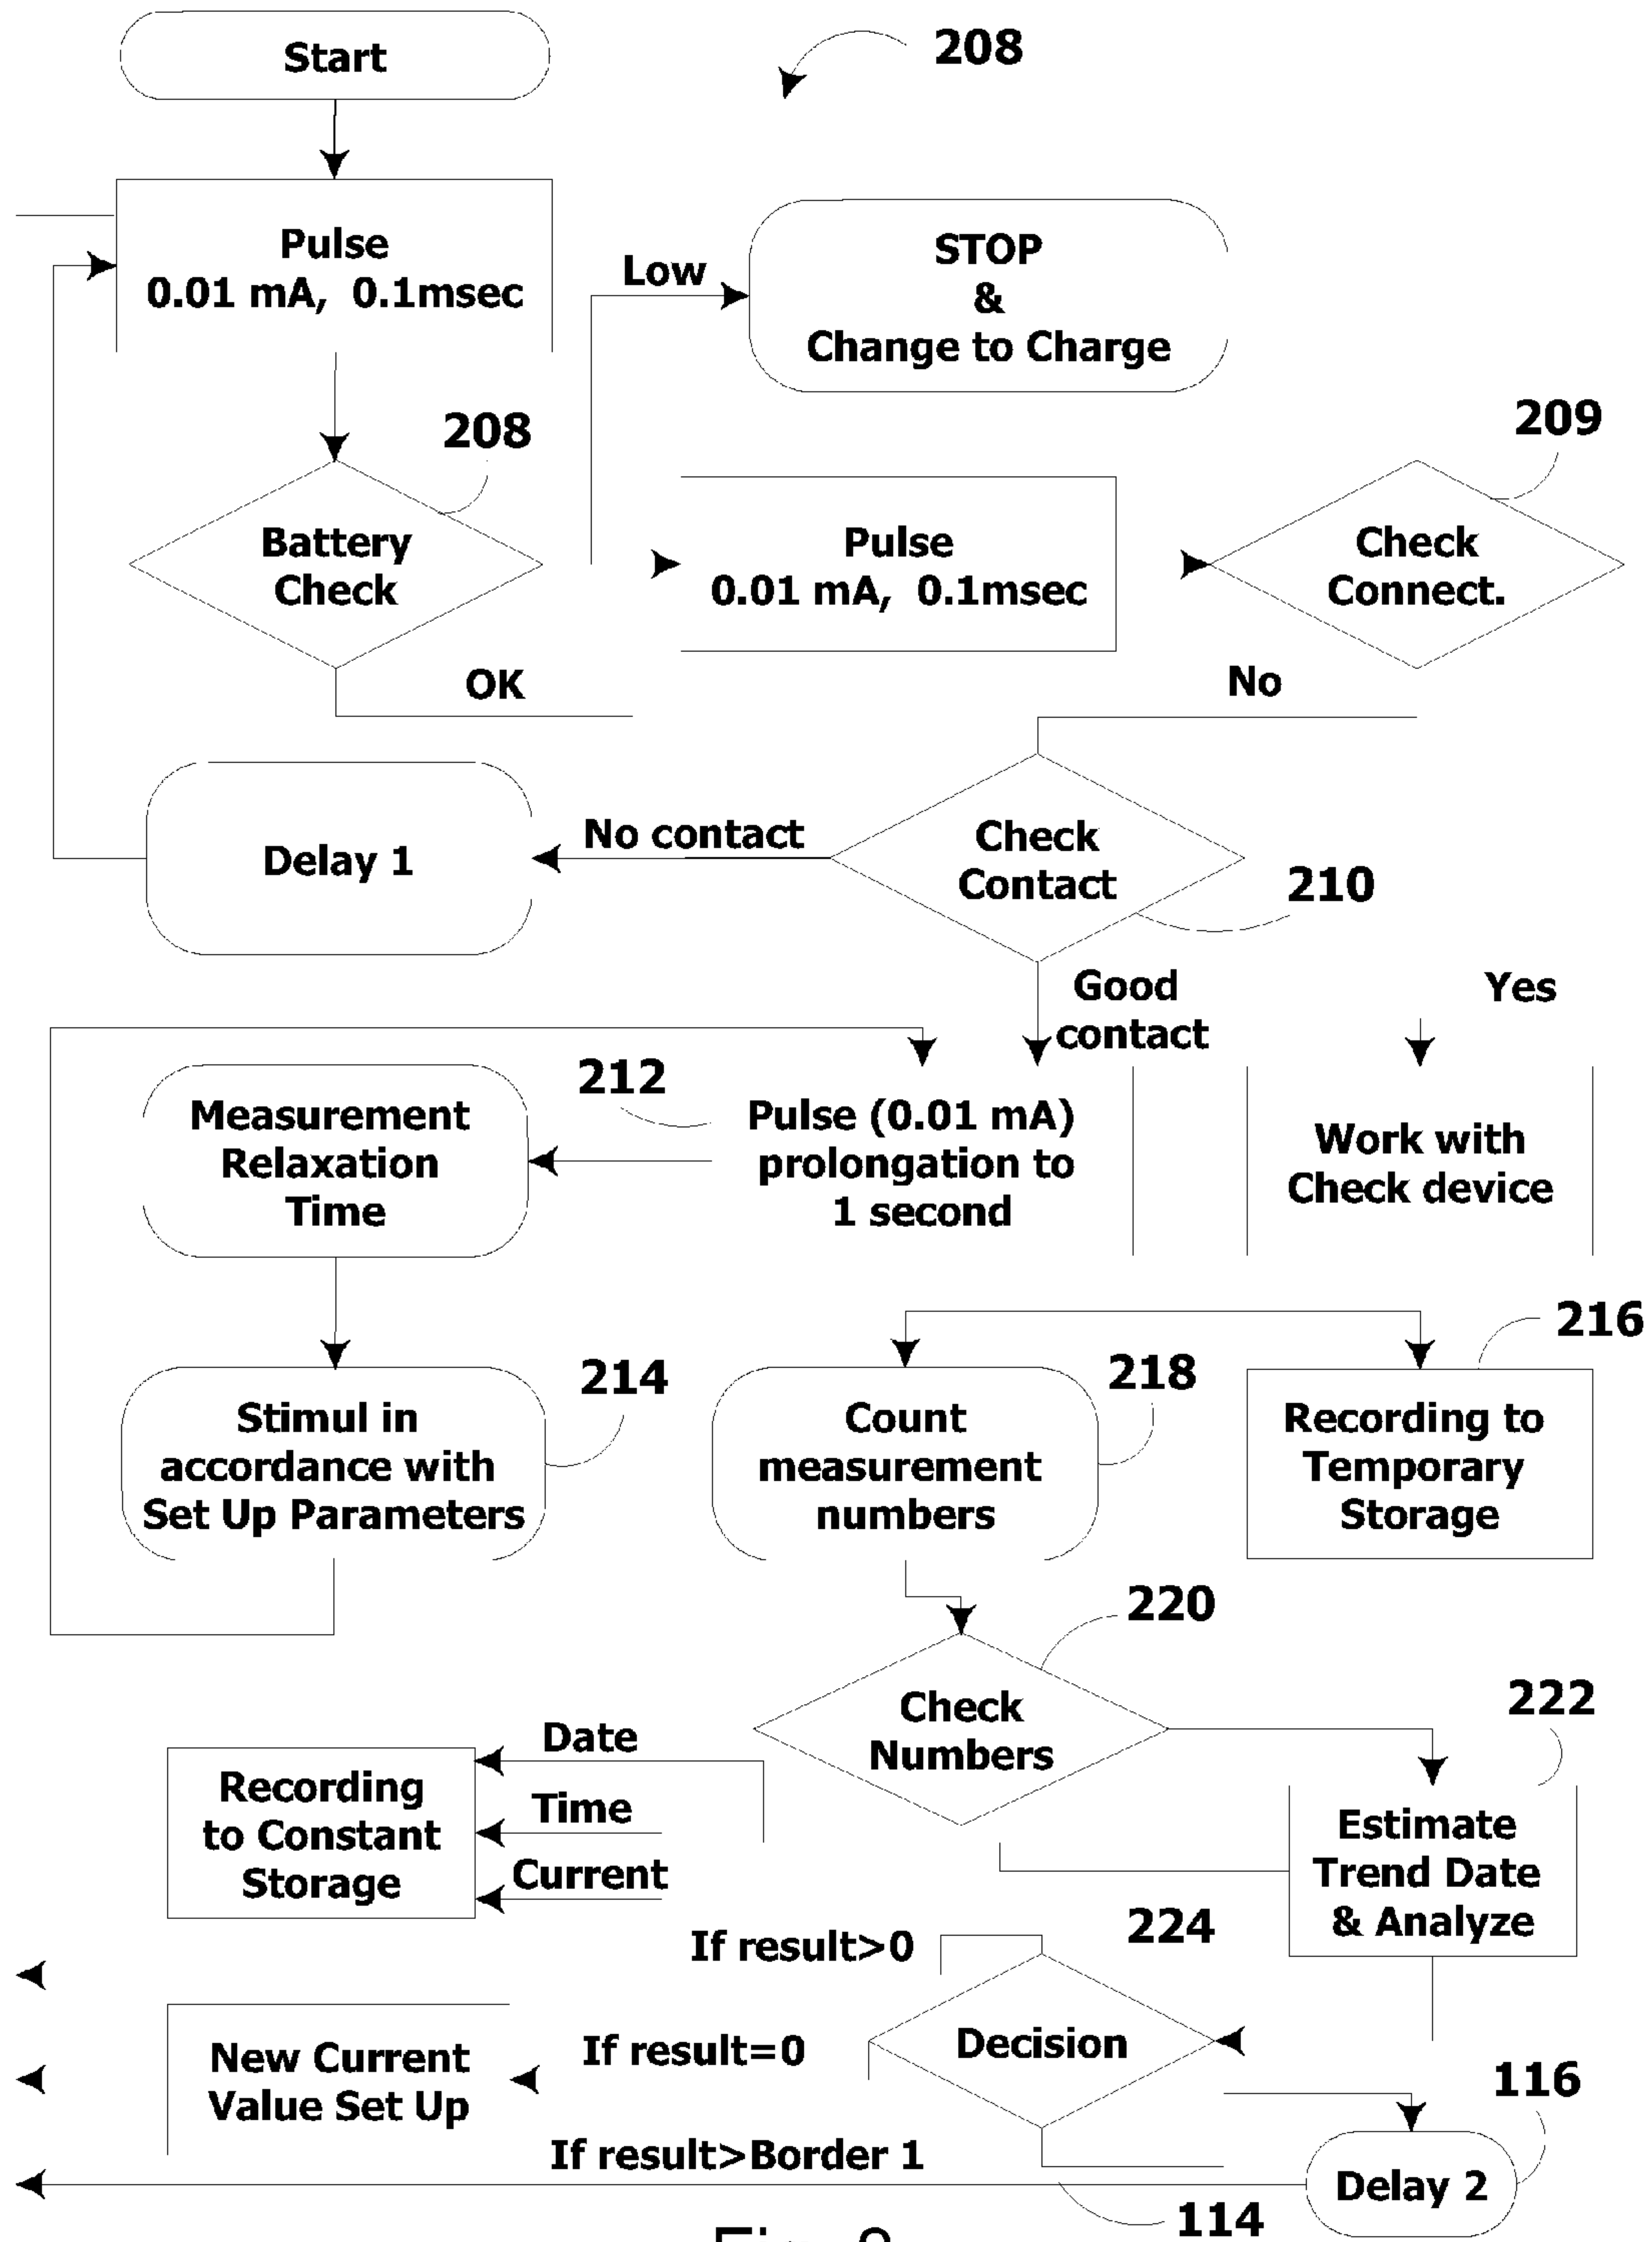 Start
208
Pulse
0.01 mA, 0.1msec
Low
STOP
&
Change to Charge
208
209
Battery
Check
Pulse
0.01 mA, 0.1msec
Check
Connect.
OK
No
Delay 1
No contact
Check
Contact
210
Good
contact
Yes
212
Measurement
Relaxation
Time
Pulse (0.01 mA)
prolongation to
1 second
Work with
Check device
216
214
218
Stimul in
accordance with
Set Up Parameters
Count
measurement
numbers
Recording to
Temporary
Storage
220
222
Check
Numbers
Date
Time
Current
Recording
to Constant
Storage
Estimate
Trend Date
& Analyze
224
If result>0
Decision
If result=0
New Current
Value Set Up
116
If result>Border 1
Delay 2
114